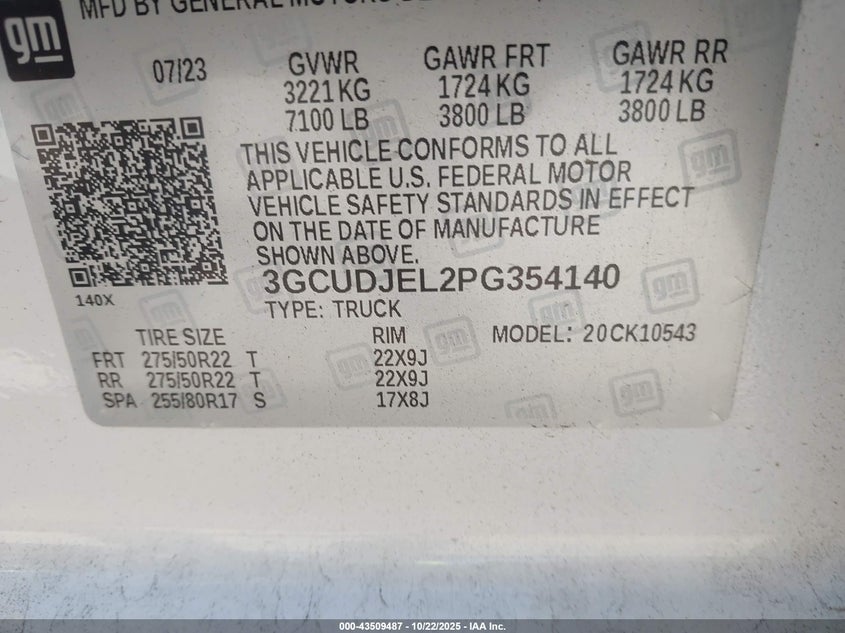 MFD BY GENERAL MOTORS DE
gm
07/23
GVWR GAWR FRT GAWR RR
3221 KG 1724 KG 1724 KG
7100 LB 3800 LB 3800 LB
THIS VEHICLE CONFORMS TO ALL
APPLICABLE U.S. FEDERAL MOTOR
VEHICLE SAFETY STANDARDS IN EFFECT
ON THE DATE OF MANUFACTURE
SHOWN ABOVE.
3GCUDJEL2PG354140
140X
TYPE: TRUCK
TIRE SIZE RIM MODEL: 20CK10543
FRT 275/50R22 T 22X9J
RR 275/50R22 T 22X9J
SPA 255/80R17 S 17X8J
000-43509487 - 10/22/2025 - IAA Inc.